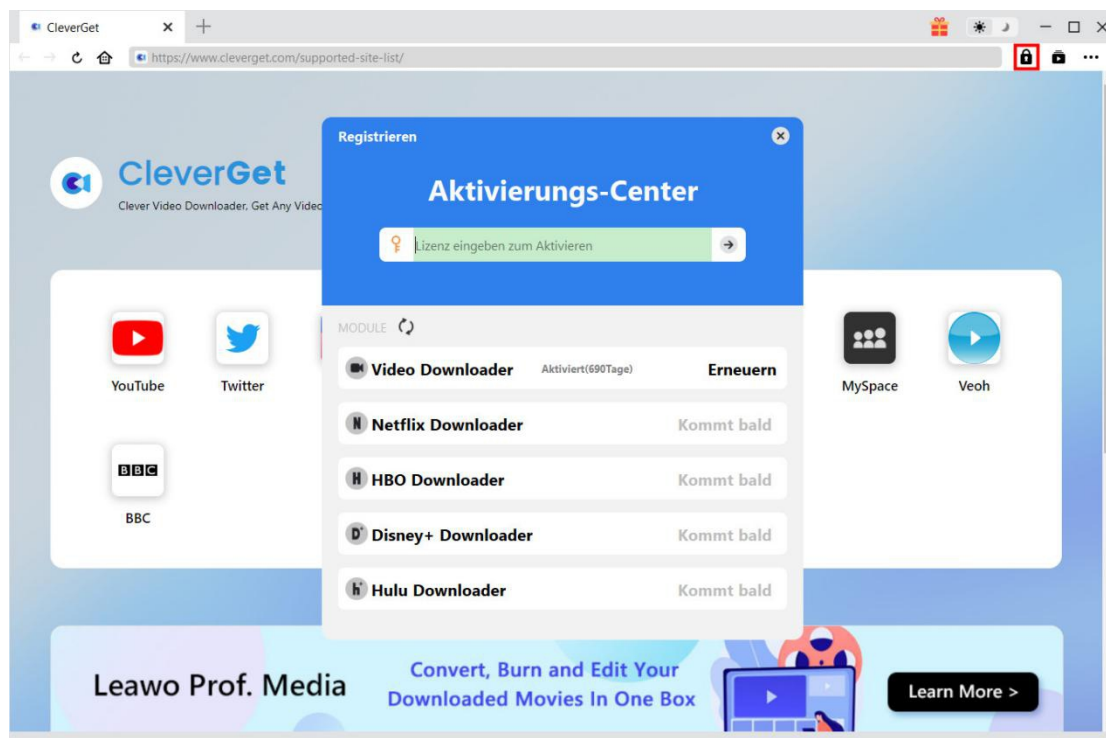 CleverGet
https://www.cleverget.com/supported-site-list/
CleverGet
Clever Video Downloader. Get Any Video
Registrieren
Aktivierungs-Center
Lizenz eingeben zum Aktivieren
MODULE
Video Downloader Aktiviert(690Tage) Erneuern
Netflix Downloader Kommt bald
HBO Downloader Kommt bald
Disney+ Downloader Kommt bald
Hulu Downloader Kommt bald
YouTube
Twitter
MySpace
Veoh
BBC
BBC
Leawo Prof. Media
Convert, Burn and Edit Your
Downloaded Movies In One Box
Learn More >